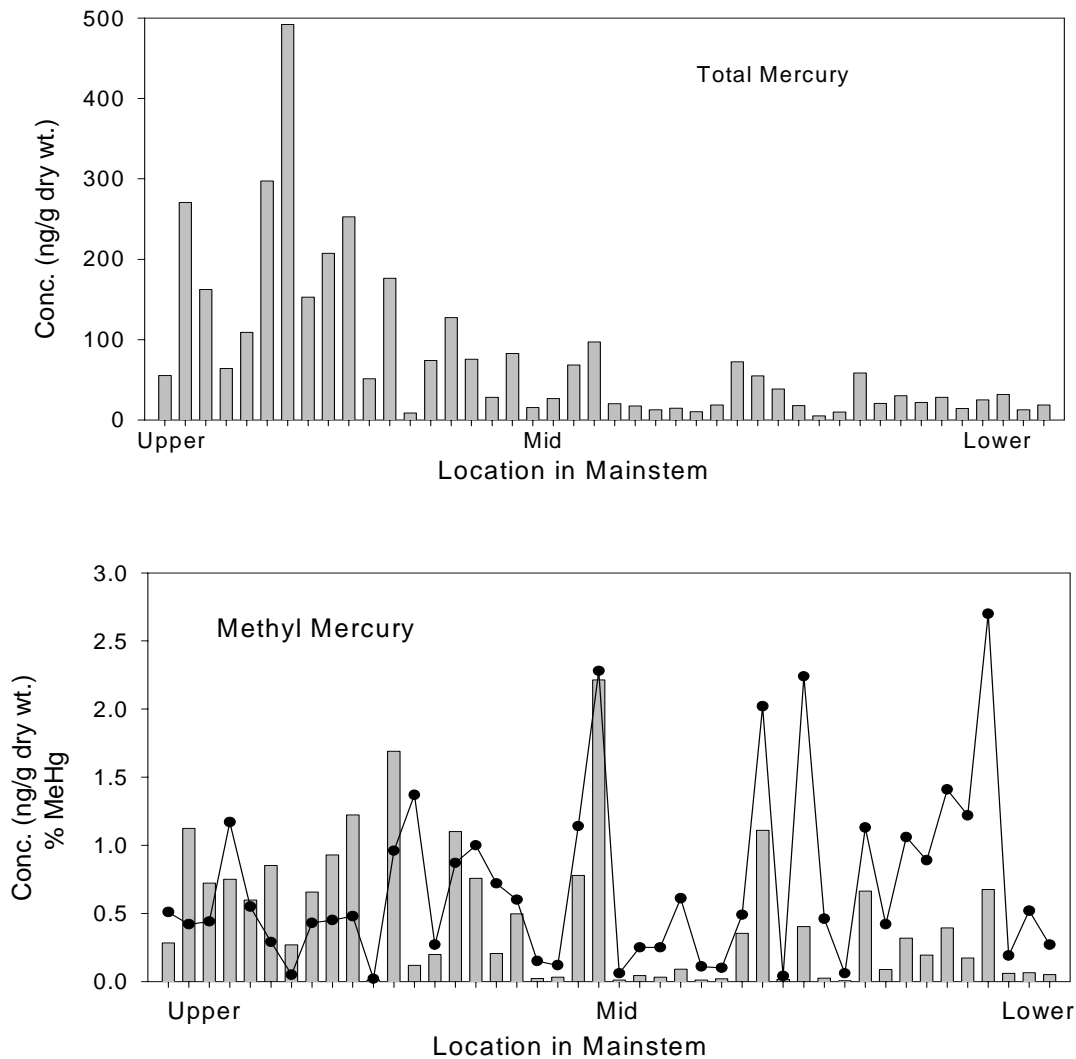 500
400
300
200
100
0
Conc. (ng/g dry wt.)
Total Mercury
Upper Mid Lower
Location in Mainstem
3.0
2.5
2.0
1.5
1.0
0.5
0.0
Conc. (ng/g dry wt.)
% MeHg
Methyl Mercury
Upper Mid Lower
Location in Mainstem